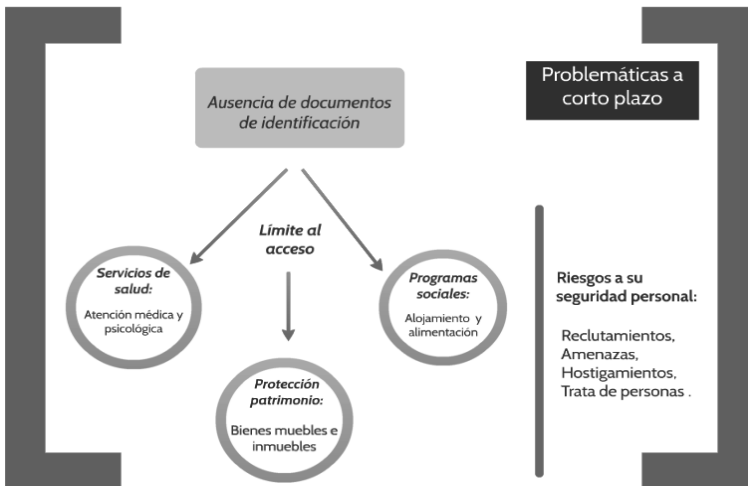 Ausencia de documentos
de identificación
Problemáticas a
corto plazo
Límite al
acceso
Servicios de
salud:
Atención médica y
psicológica
Programas
sociales:
Alojamiento y
alimentación
Protección
patrimonio:
Bienes muebles e
inmuebles
Riesgos a su
seguridad personal:
Reclutamientos,
Amenazas,
Hostigamientos,
Trata de personas .